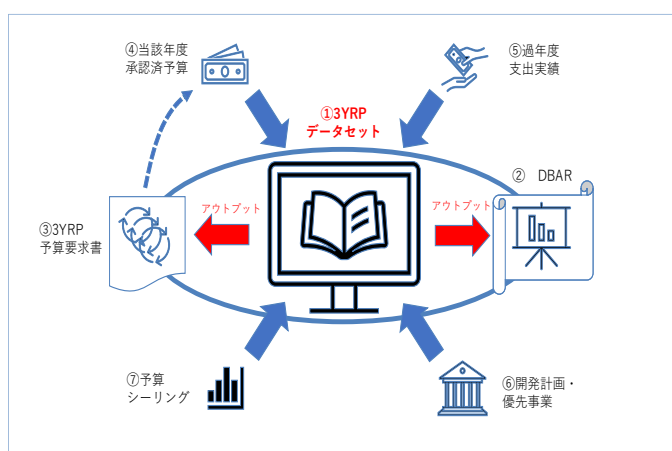 ④当該年度
承認済予算
⑤過年度
支出実績
①3YRP
データセット
② DBAR
アウトプット
アウトプット
③3YRP
予算要求書
⑦予算
シーリング
⑥開発計画・
優先事業